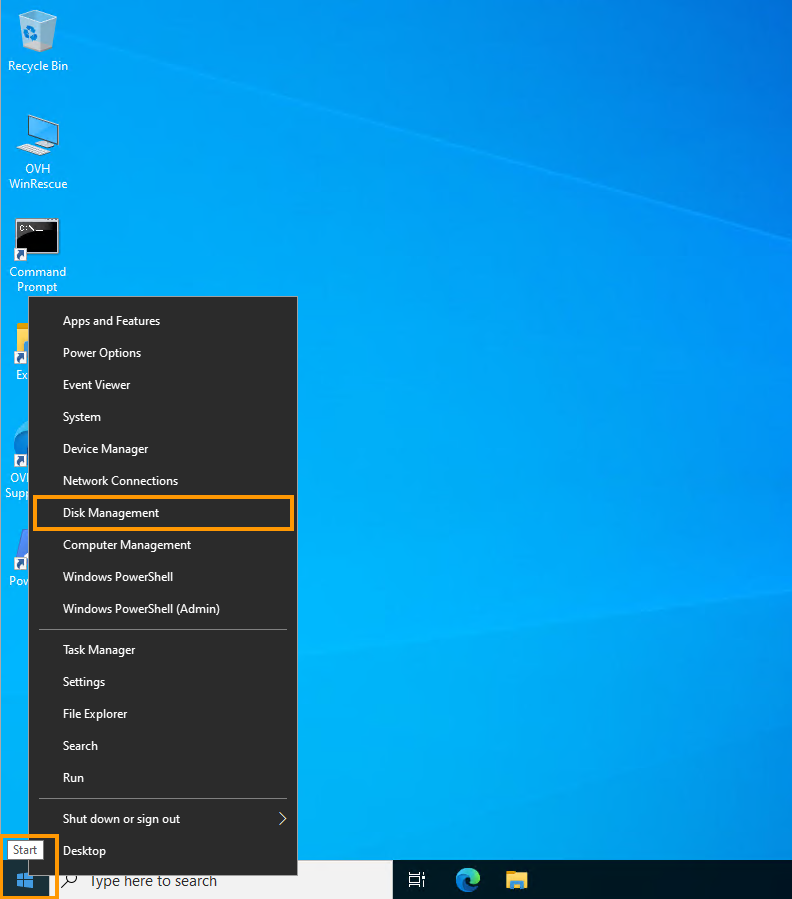 Recycle Bin
OVH
WinRescue
C:\.
Command
Prompt
Ex
OVH
Supp
Pow
Apps and Features
Power Options
Event Viewer
System
Device Manager
Network Connections
Disk Management
Computer Management
Windows PowerShell
Windows PowerShell (Admin)
Task Manager
Settings
File Explorer
Search
Run
Shut down or sign out
Desktop
Start
Type here to search